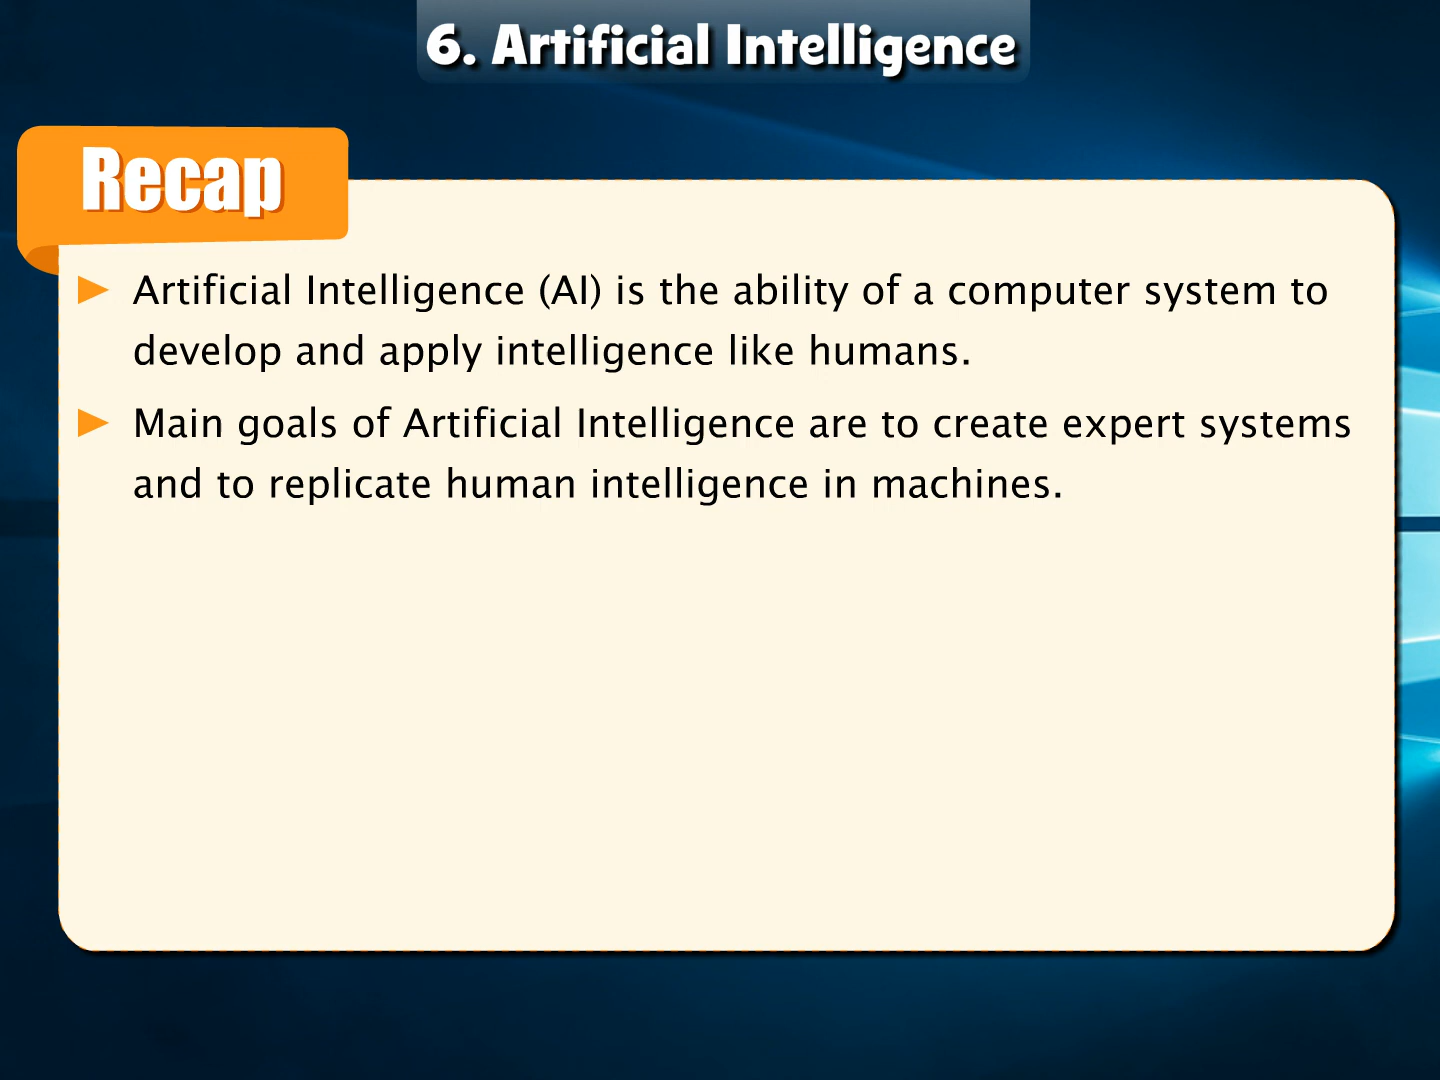 6. Artificial Intelligence
Recap
Artificial Intelligence (AI) is the ability of a computer system to
develop and apply intelligence like humans.
Main goals of Artificial Intelligence are to create expert systems
and to replicate human intelligence in machines.